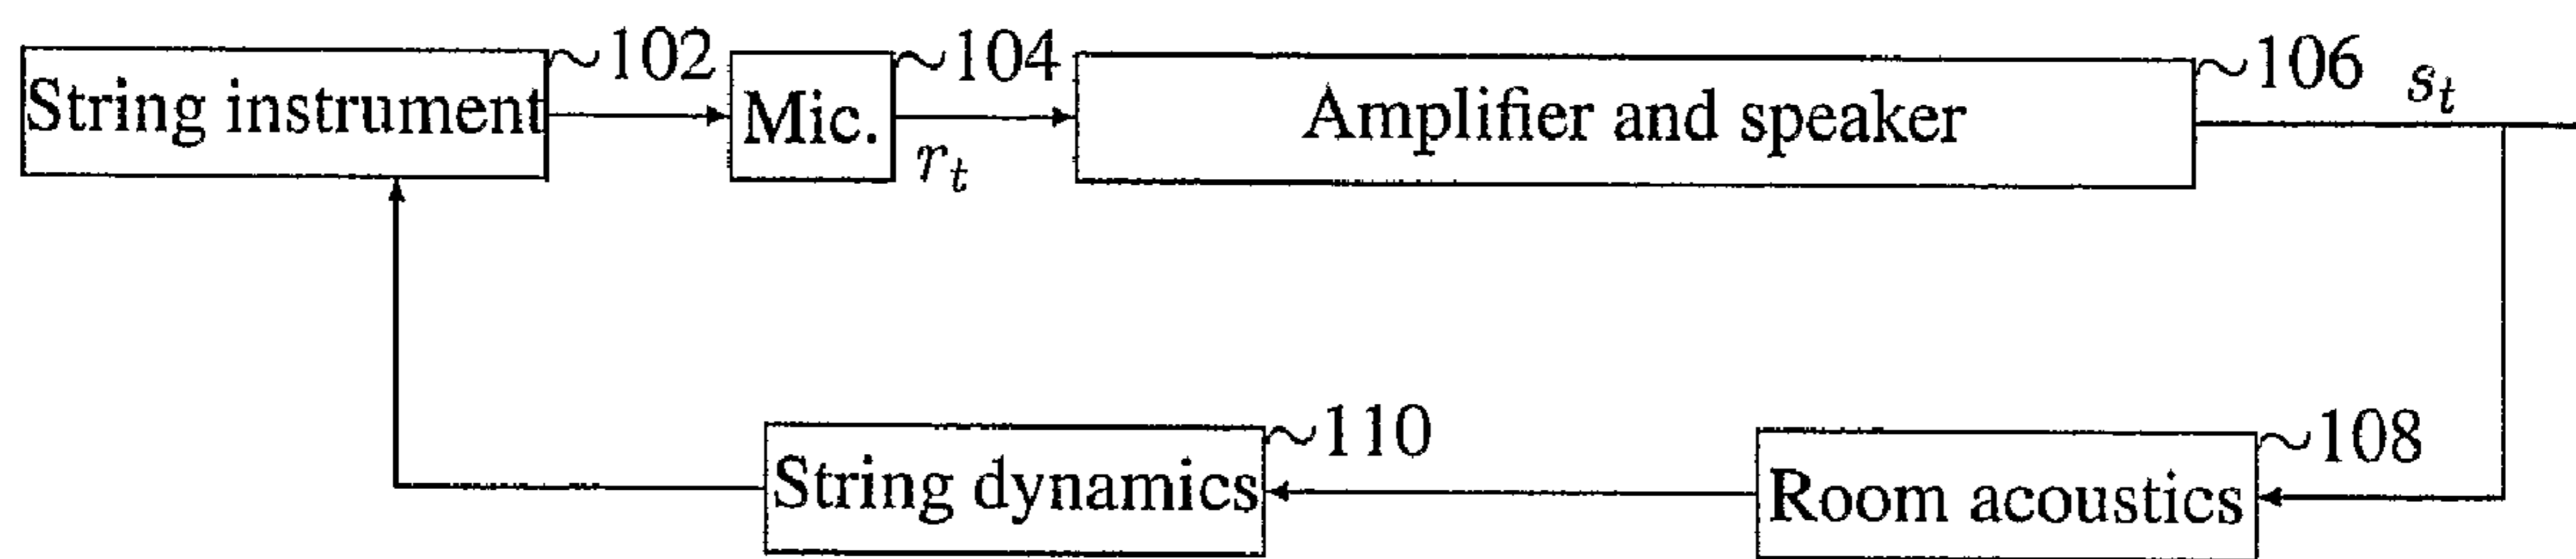 String instrument ~102 Mic. ~104 Amplifier and speaker ~106 s_t
r_t
String dynamics ~110 Room acoustics ~108